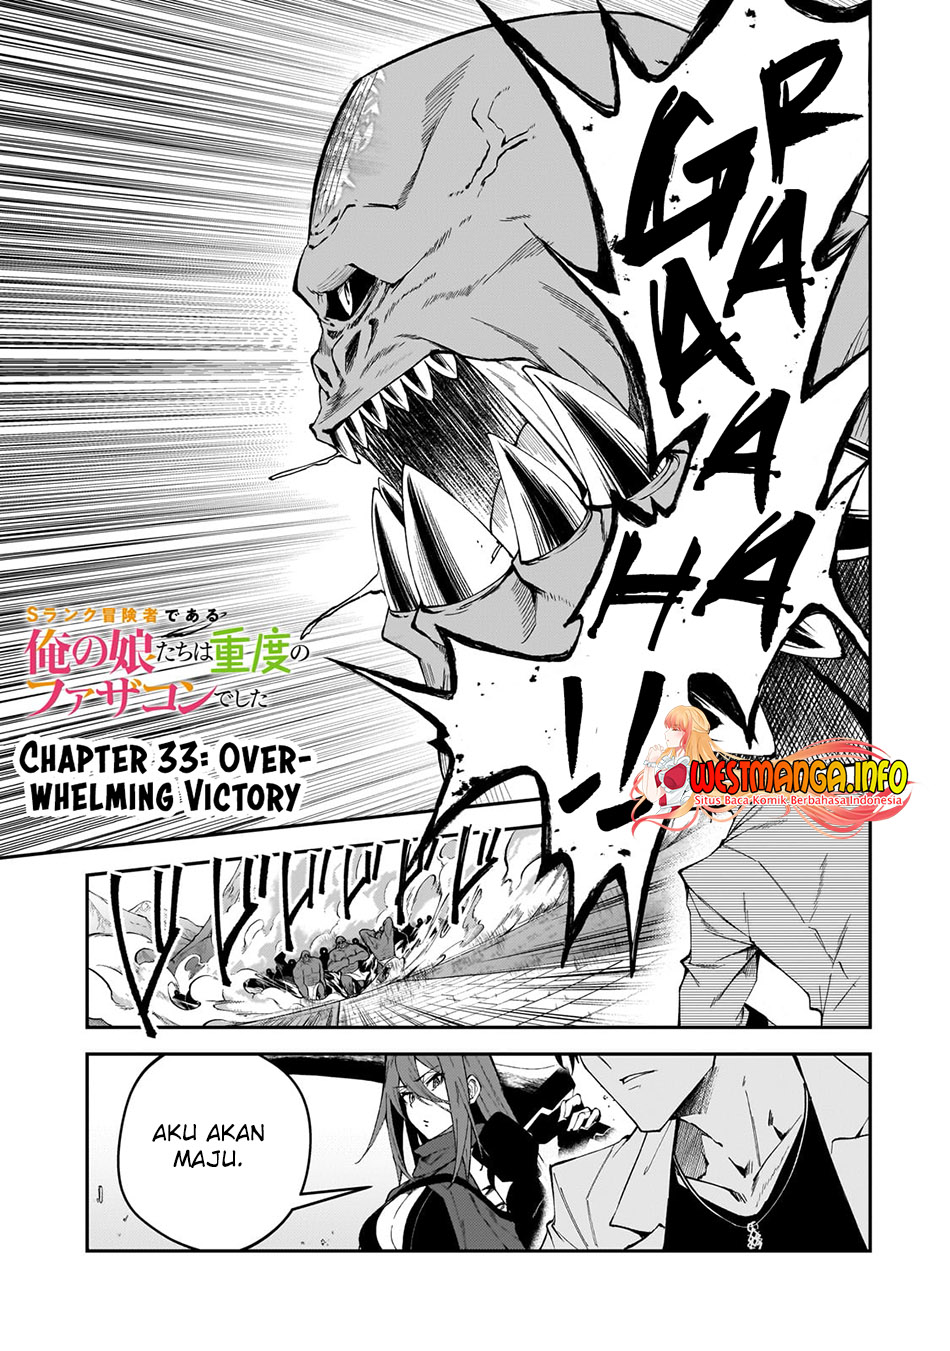 GRAAAAHA
!!
Sランク冒険者である
俺の娘たちは重度の
ファザコンでした
CHAPTER 33: OVER-
WHELMING VICTORY
WESTMANGA.INFO
Situs Baca Komik Berbahasa Indonesia
ドドドドドド
AKU AKAN
MAJU.